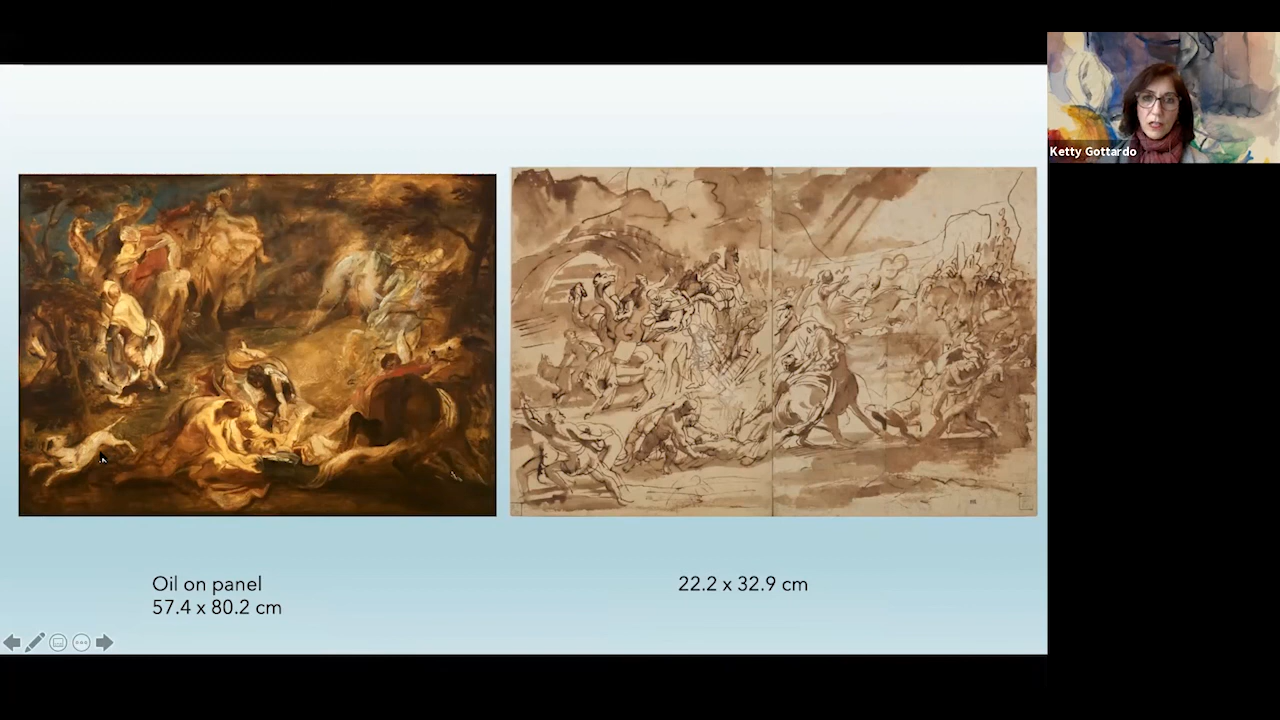 Ketty Gottardo
Oil on panel
57.4 x 80.2 cm
22.2 x 32.9 cm